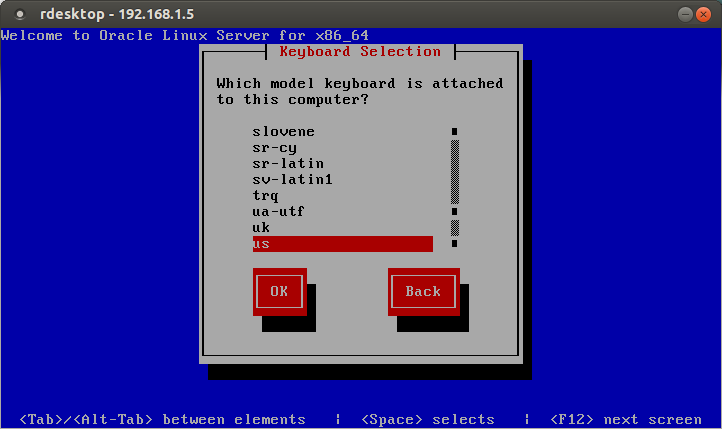 rdesktop - 192.168.1.5
Welcome to Oracle Linux Server for x86_64
Keyboard Selection
Which model keyboard is attached
to this computer?
slovene
sr-cy
sr-latin
sv-latin1
trq
ua-utf
uk
us
OK Back
<Tab>/<Alt-Tab> between elements | <Space> selects | <F12> next screen